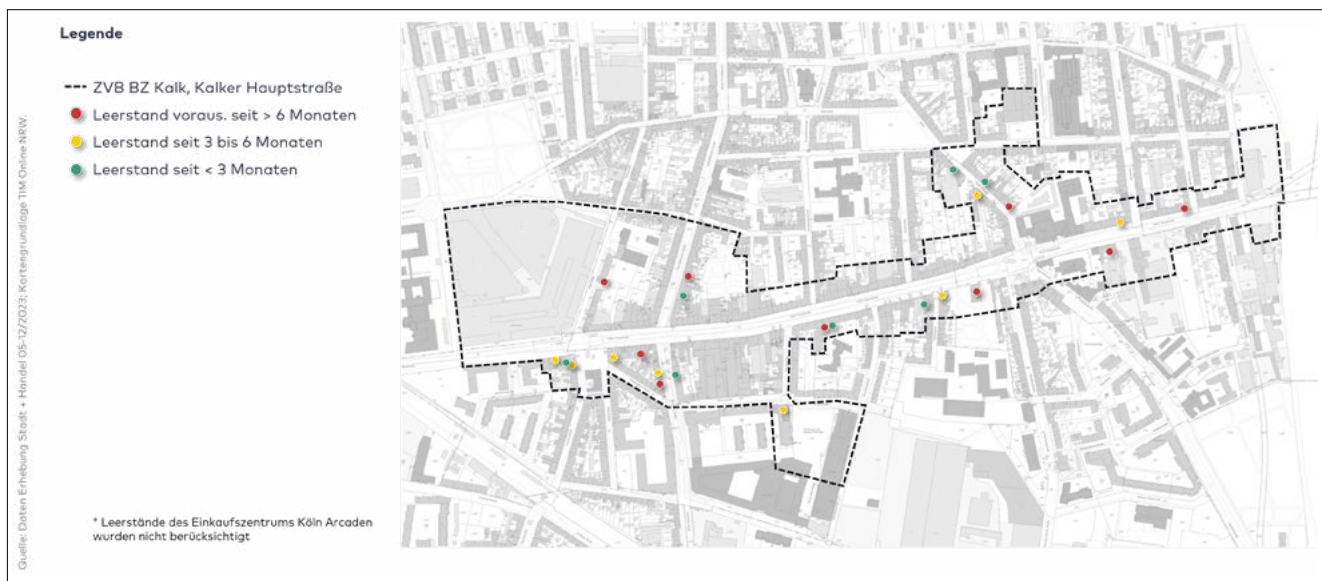 Legende
ZVB BZ Kalk, Kalker Hauptstraße
Leerstand voraus. seit > 6 Monaten
Leerstand seit 3 bis 6 Monaten
Leerstand seit < 3 Monaten
* Leerstände des Einkaufszentrums Köln Arcaden
wurden nicht berücksichtigt
Quelle: Daten Erhebung Stadt + Handel 05-12/2023; Kartengrundlage TIM Online NRW.